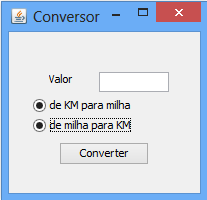 Conversor
Valor
de KM para milha
de milha para KM
Converter